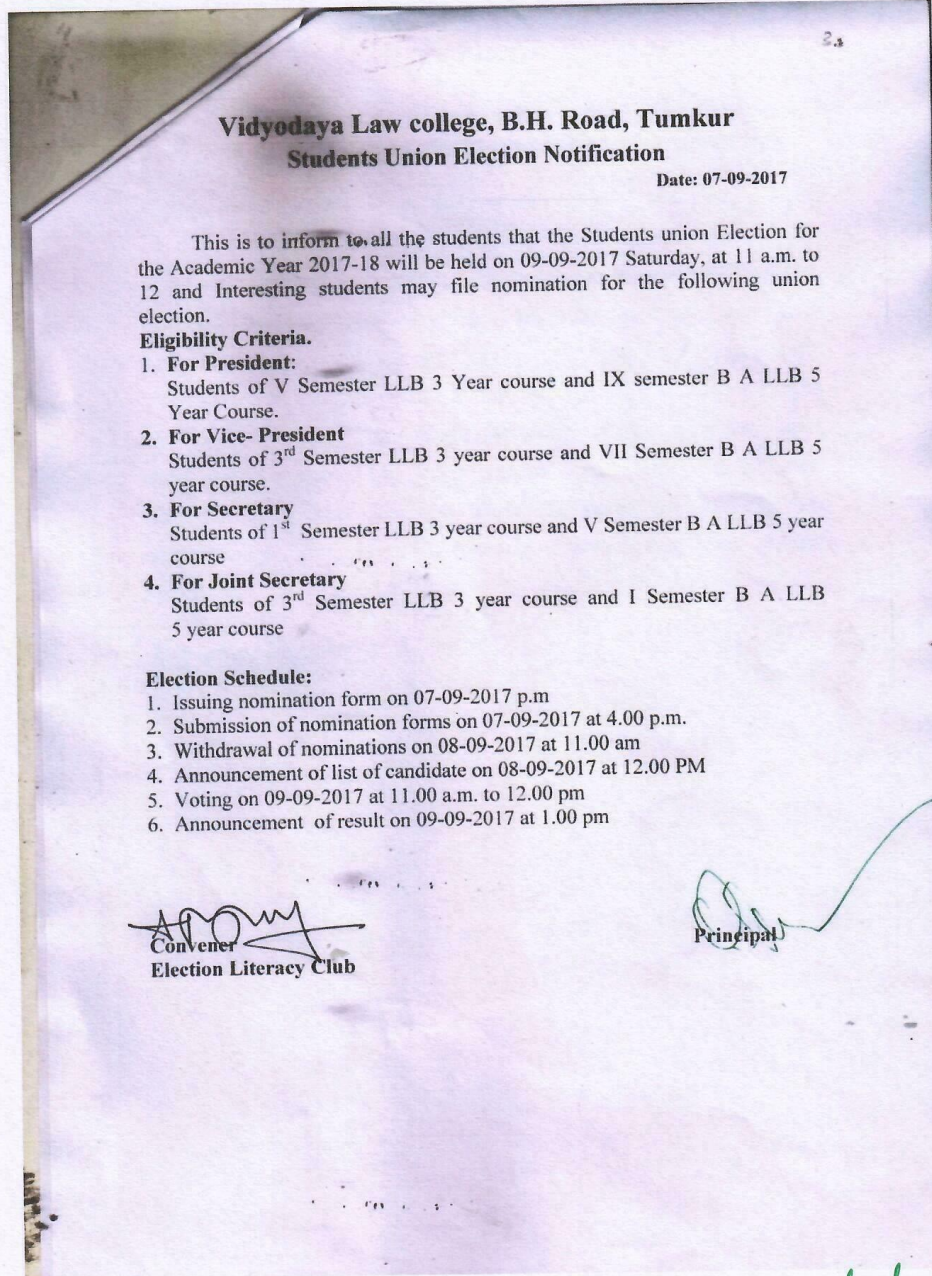 Vidyodaya Law college, B.H. Road, Tumkur
Students Union Election Notification
Date: 07-09-2017
This is to inform to all the students that the Students union Election for
the Academic Year 2017-18 will be held on 09-09-2017 Saturday, at 11 a.m. to
12 and Interesting students may file nomination for the following union
election.
Eligibility Criteria.
1. For President:
Students of V Semester LLB 3 Year course and IX semester B A LLB 5
Year Course.
2. For Vice- President
Students of 3rd Semester LLB 3 year course and VII Semester B A LLB 5
year course.
3. For Secretary
Students of 1st Semester LLB 3 year course and V Semester B A LLB 5 year
course
4. For Joint Secretary
Students of 3rd Semester LLB 3 year course and I Semester B A LLB
5 year course
Election Schedule:
1. Issuing nomination form on 07-09-2017 p.m
2. Submission of nomination forms on 07-09-2017 at 4.00 p.m.
3. Withdrawal of nominations on 08-09-2017 at 11.00 am
4. Announcement of list of candidate on 08-09-2017 at 12.00 PM
5. Voting on 09-09-2017 at 11.00 a.m. to 12.00 pm
6. Announcement of result on 09-09-2017 at 1.00 pm
Convener
Election Literacy Club
Principal